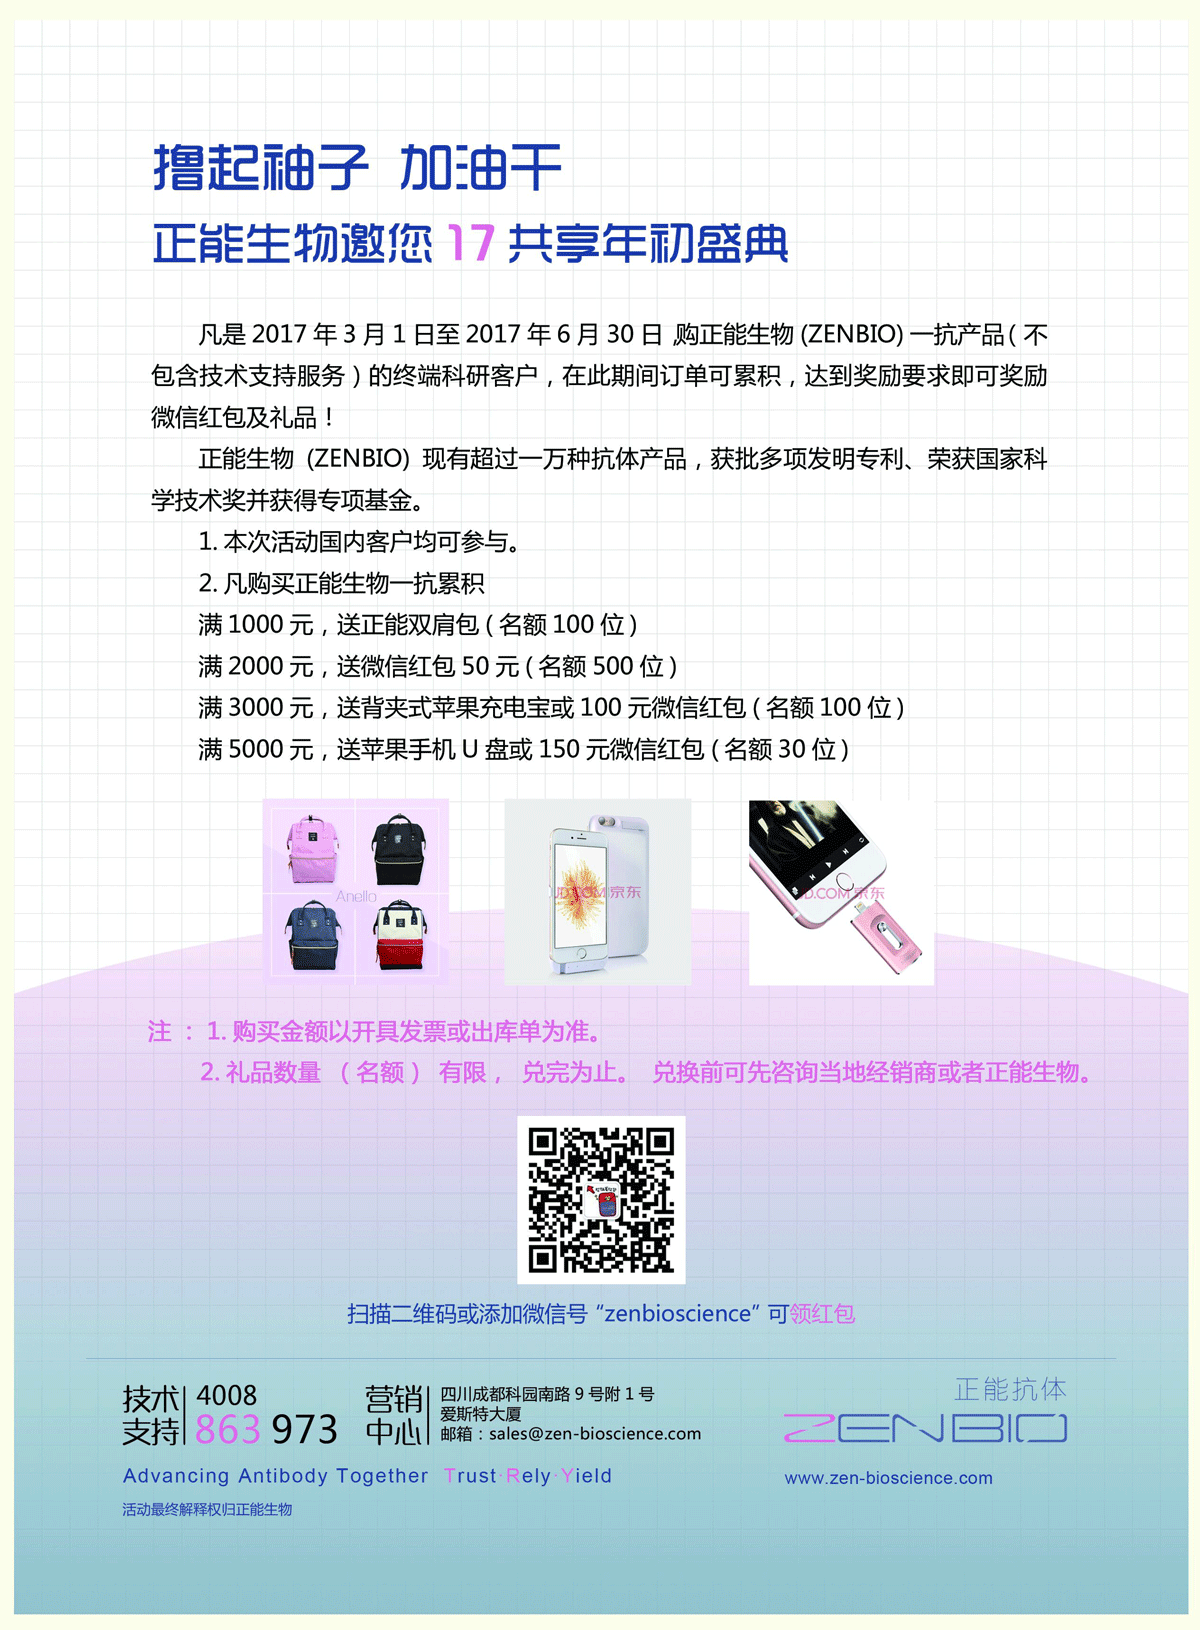 撸起袖子 加油干
正能生物邀您 17 共享年初盛典
凡是 2017 年 3 月 1 日至 2017 年 6 月 30 日,购正能生物 (ZENBIO) 一抗产品 ( 不
包含技术支持服务 ) 的终端科研客户，在此期间订单可累积，达到奖励要求即可奖励
微信红包及礼品！
正能生物 (ZENBIO) 现有超过一万种抗体产品，获批多项发明专利、荣获国家科
学技术奖并获得专项基金。
1. 本次活动国内客户均可参与。
2. 凡购买正能生物一抗累积
满 1000 元，送正能双肩包 ( 名额 100 位 )
满 2000 元，送微信红包 50 元 ( 名额 500 位 )
满 3000 元，送背夹式苹果充电宝或 100 元微信红包 ( 名额 100 位 )
满 5000 元，送苹果手机 U 盘或 150 元微信红包 ( 名额 30 位 )
Anello
JD.COM 京东
JD.COM 京东
注 ： 1. 购买金额以开具发票或出库单为准。
2. 礼品数量 （ 名额 ） 有限， 兑完为止。 兑换前可先咨询当地经销商或者正能生物。
扫描二维码或添加微信号 “zenbioscience” 可领红包
技术支持 4008 863 973
营销中心
四川成都科园南路 9 号附 1 号
爱斯特大厦
邮箱：sales@zen-bioscience.com
正能抗体
ZENBIO
Advancing Antibody Together Trust·Rely·Yield
www.zen-bioscience.com
活动最终解释权归正能生物